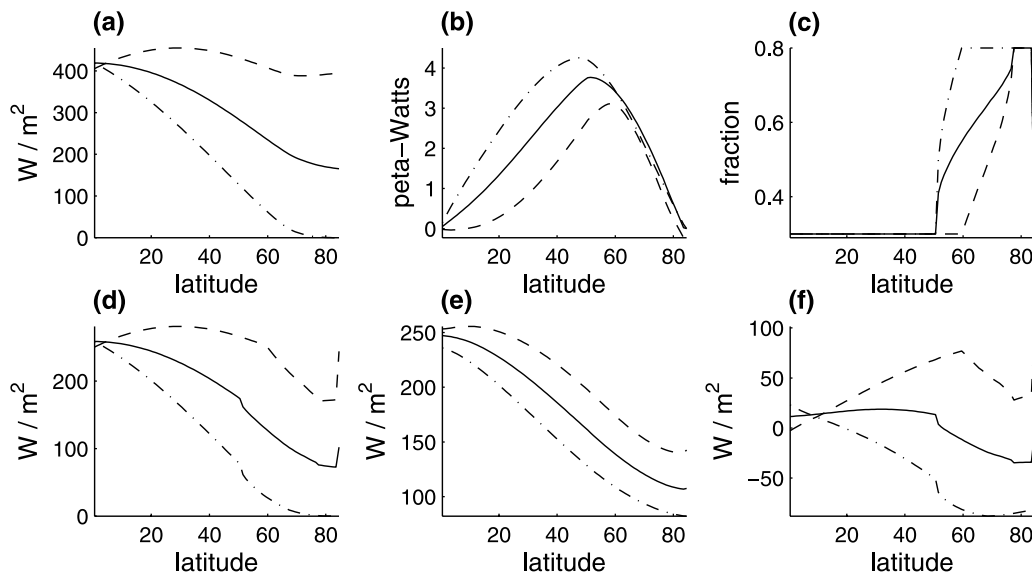 (a)
W / m²
400
300
200
100
0
20 40 60 80
latitude
(b)
peta−Watts
4
3
2
1
0
20 40 60 80
latitude
(c)
fraction
0.8
0.6
0.4
20 40 60 80
latitude
(d)
W / m²
200
100
0
20 40 60 80
latitude
(e)
W / m²
250
200
150
100
20 40 60 80
latitude
(f)
W / m²
100
50
0
−50
20 40 60 80
latitude